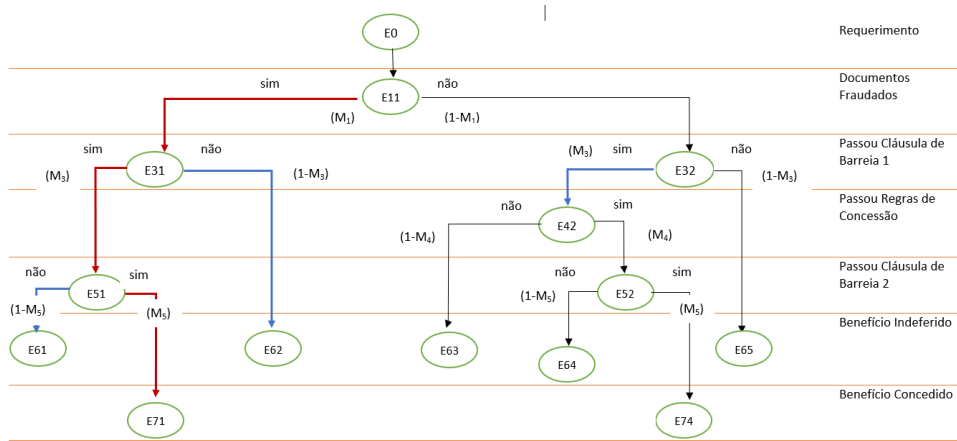 E0
Requerimento
sim
E11
não
Documentos
Fraudados
(M₁)
(1-M₁)
sim
não
E31
(M₃)
sim
E32
não
Passou Cláusula de
Barreia 1
(M₃)
(1-M₃)
(1-M₃)
não
sim
Passou Regras de
Concessão
E42
(1-M₄)
(M₄)
não
sim
não
sim
Passou Cláusula de
Barreia 2
E51
E52
(1-M₅)
(M₅)
(1-M₅)
(M₅)
Benefício Indeferido
E61
E62
E63
E64
E65
Benefício Concedido
E71
E74